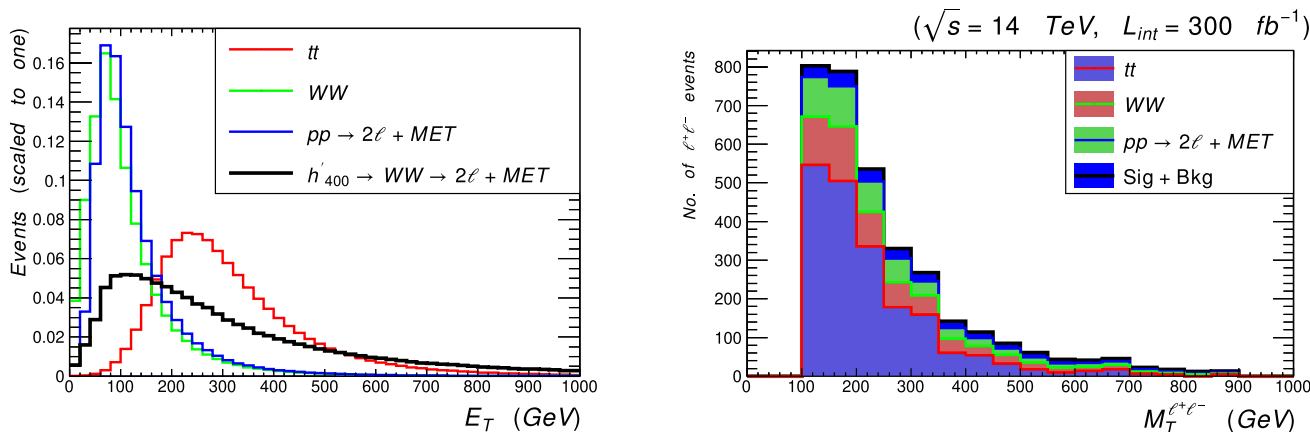 Events (scaled to one)
0.16
0.14
0.12
0.1
0.08
0.06
0.04
0.02
0
tt
WW
pp → 2ℓ + MET
h'400 → WW → 2ℓ + MET
0 100 200 300 400 500 600 700 800 900 1000
E_T (GeV)
(√s = 14 TeV, L_int = 300 fb⁻¹)
No. of ℓ⁺ℓ⁻ events
800
700
600
500
400
300
200
100
0
tt
WW
pp → 2ℓ + MET
Sig + Bkg
0 100 200 300 400 500 600 700 800 900 1000
M_T^ℓ⁺ℓ⁻ (GeV)